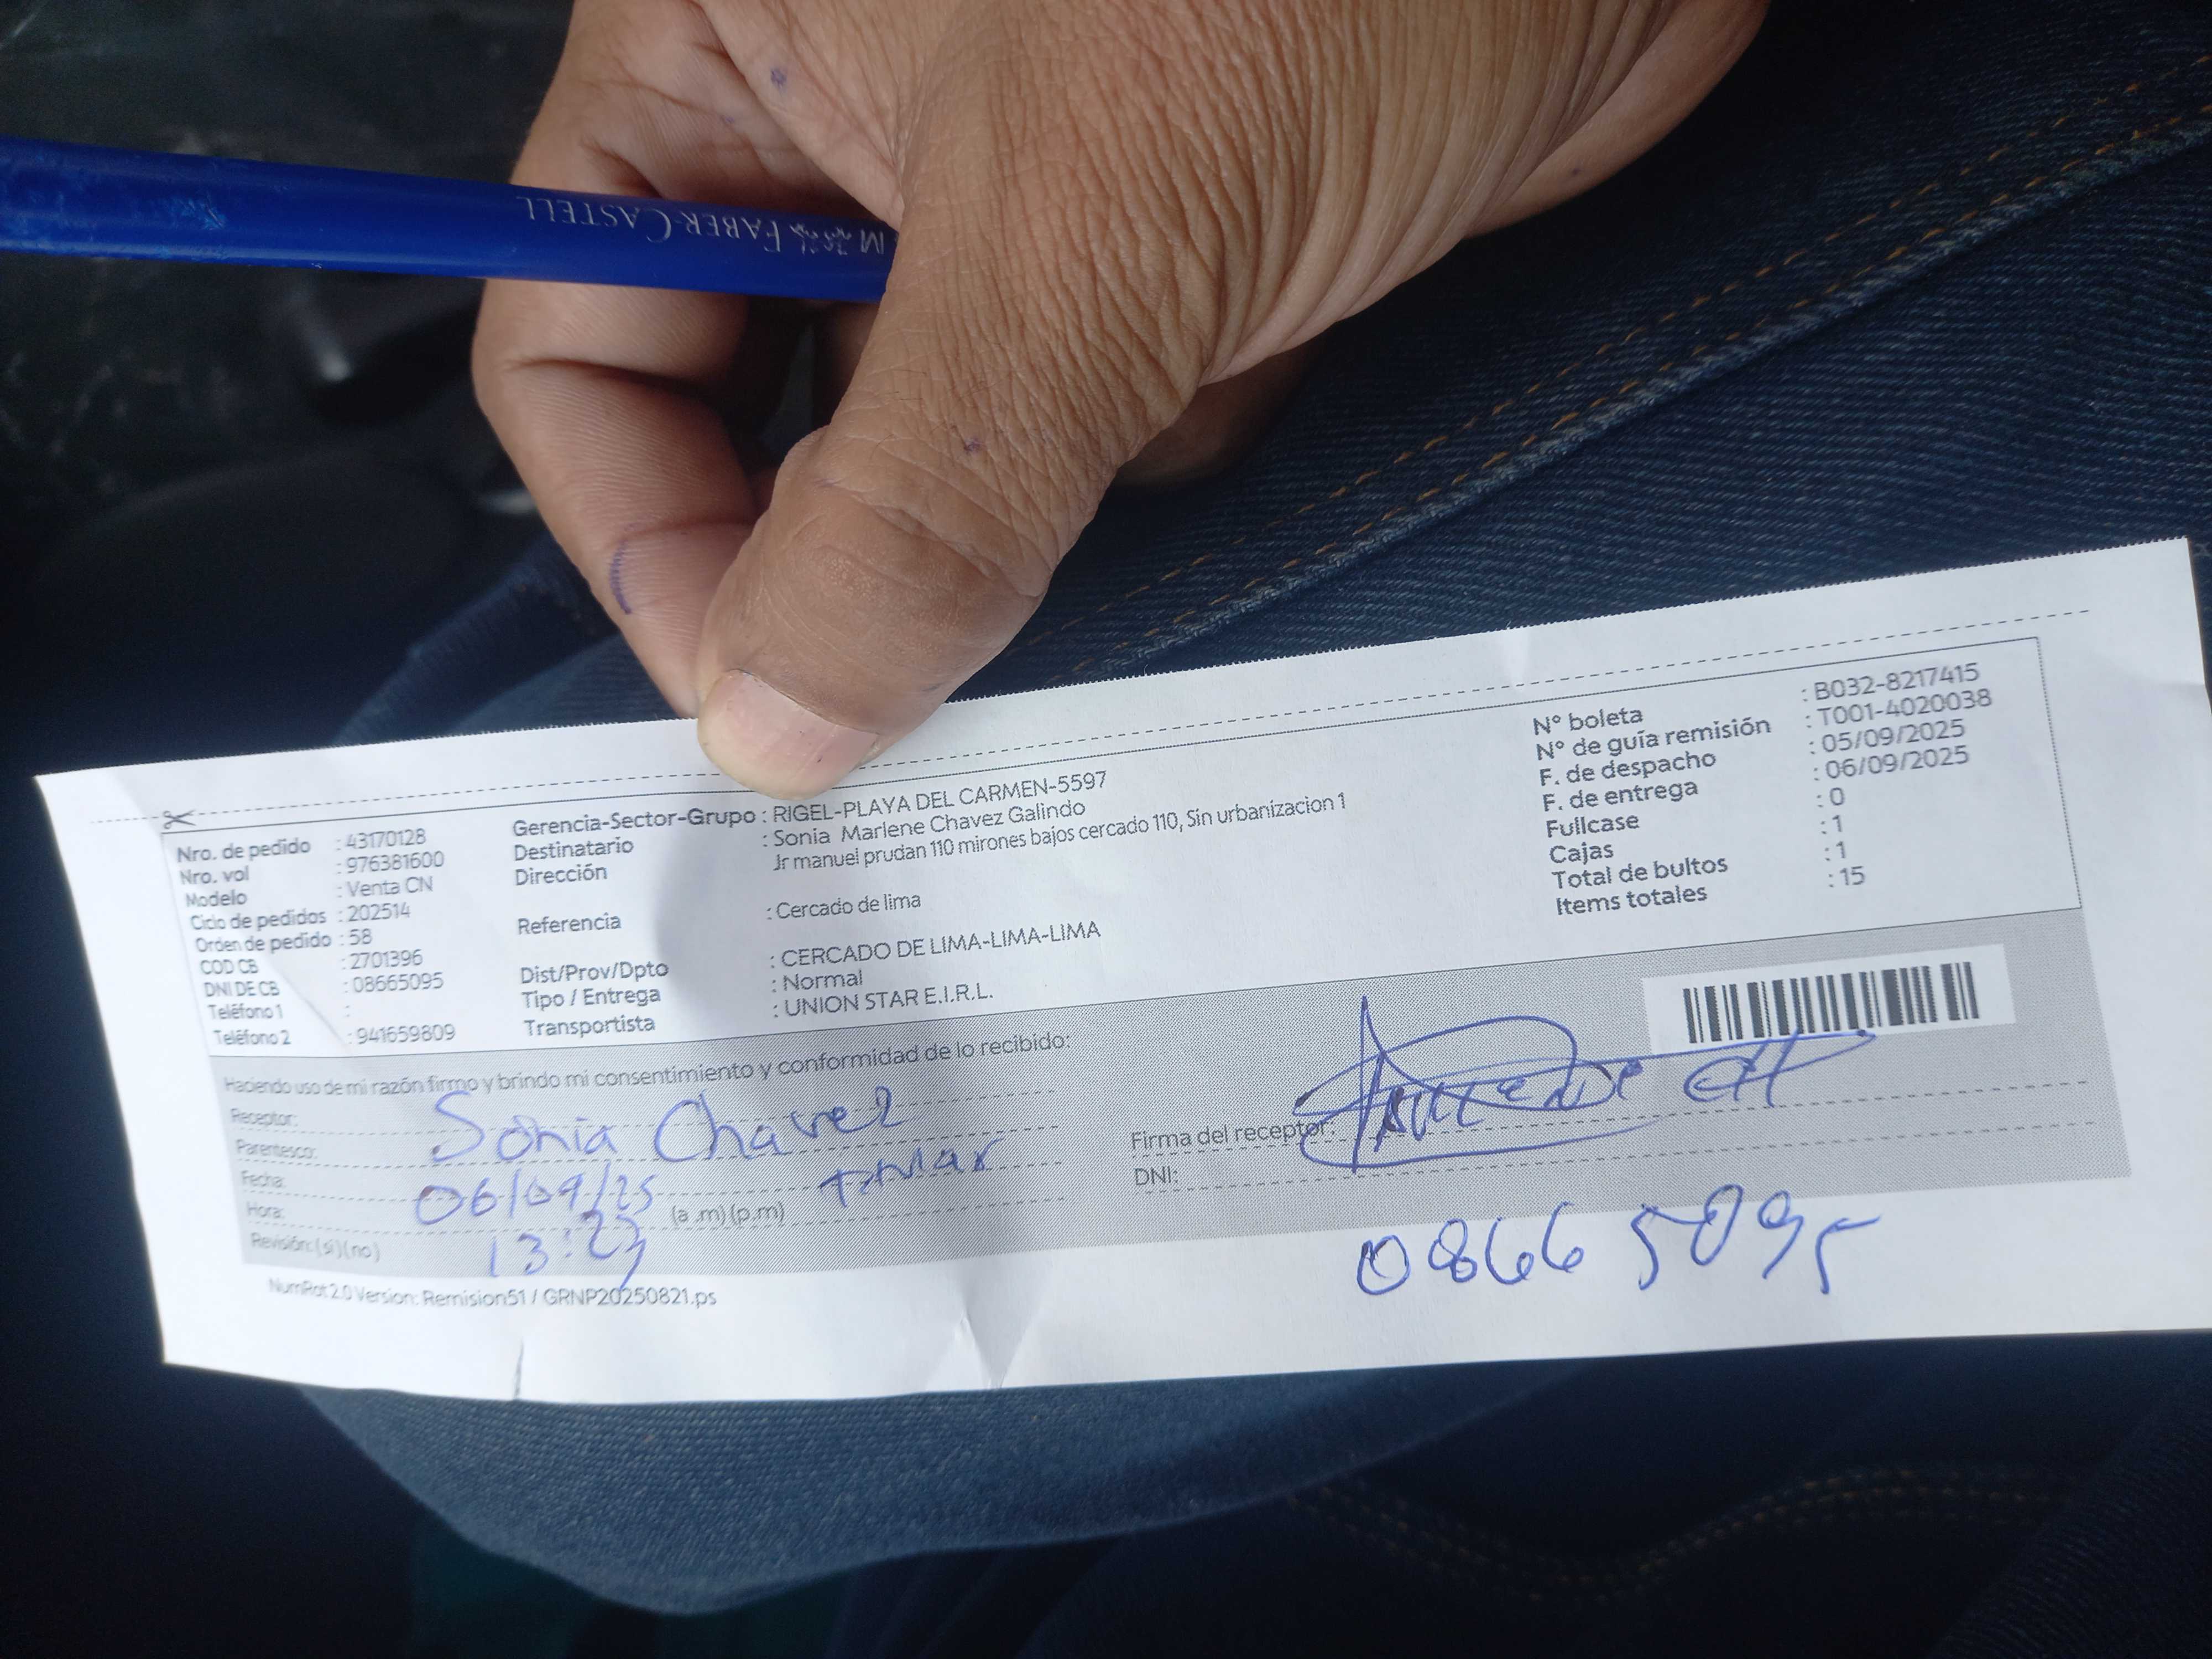 FABER-CASTELL
Nro. de pedido : 43170128
Nro. vol : 976381600
Modelo : Venta CN
Ciclo de pedidos : 202514
Orden de pedido : 58
COD CB : 2701396
DNI DE CB : 08665095
Teléfono 1 :
Teléfono 2 : 941659809
Gerencia-Sector-Grupo : RIGEL-PLAYA DEL CARMEN-5597
Destinatario : Sonia Marlene Chavez Galindo
Dirección Jr manuel prudan 110 mirones bajos cercado 110, Sin urbanizacion 1
Referencia : Cercado de lima
Dist/Prov/Dpto : CERCADO DE LIMA-LIMA-LIMA
Tipo / Entrega : Normal
Transportista : UNION STAR E.I.R.L.
N° boleta : B032-8217415
N° de guía remisión : T001-4020038
F. de despacho : 05/09/2025
F. de entrega : 06/09/2025
Fullcase : 0
Cajas : 1
Total de bultos : 1
Items totales : 15
Haciendo uso de mi razón firmo y brindo mi consentimiento y conformidad de lo recibido:
Receptor: Sonia Chavez
Parentesco: titular
Fecha: 06/09/25
Hora: 13:23 (a .m) (p.m)
Revisión: (si) (no)
Firma del receptor:
DNI: 08665095
NumRot 2.0 Version: Remision51 / GRNP20250821.ps